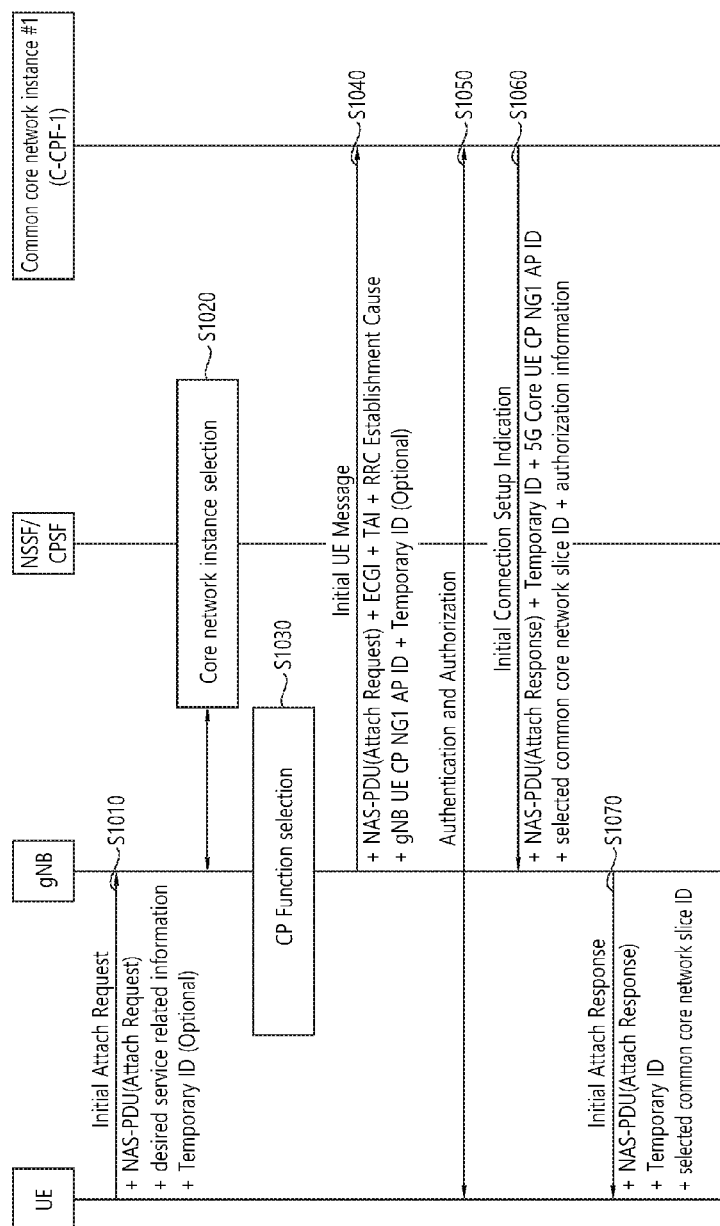 UE
gNB
NSSF/
CPSF
Common core network instance #1
(C-CPF-1)
Initial Attach Request
S1010
+ NAS-PDU(Attach Request)
+ desired service related information
+ Temporary ID (Optional)
Core network instance selection
S1020
CP Function selection
S1030
Initial UE Message
S1040
+ NAS-PDU(Attach Request) + ECGI + TAI + RRC Establishment Cause
+ gNB UE CP NG1 AP ID + Temporary ID (Optional)
Authentication and Authorization
S1050
Initial Connection Setup Indication
S1060
+ NAS-PDU(Attach Response) + Temporary ID + 5G Core UE CP NG1 AP ID
+ selected common core network slice ID + authorization information
Initial Attach Response
S1070
+ NAS-PDU(Attach Response)
+ Temporary ID
+ selected common core network slice ID